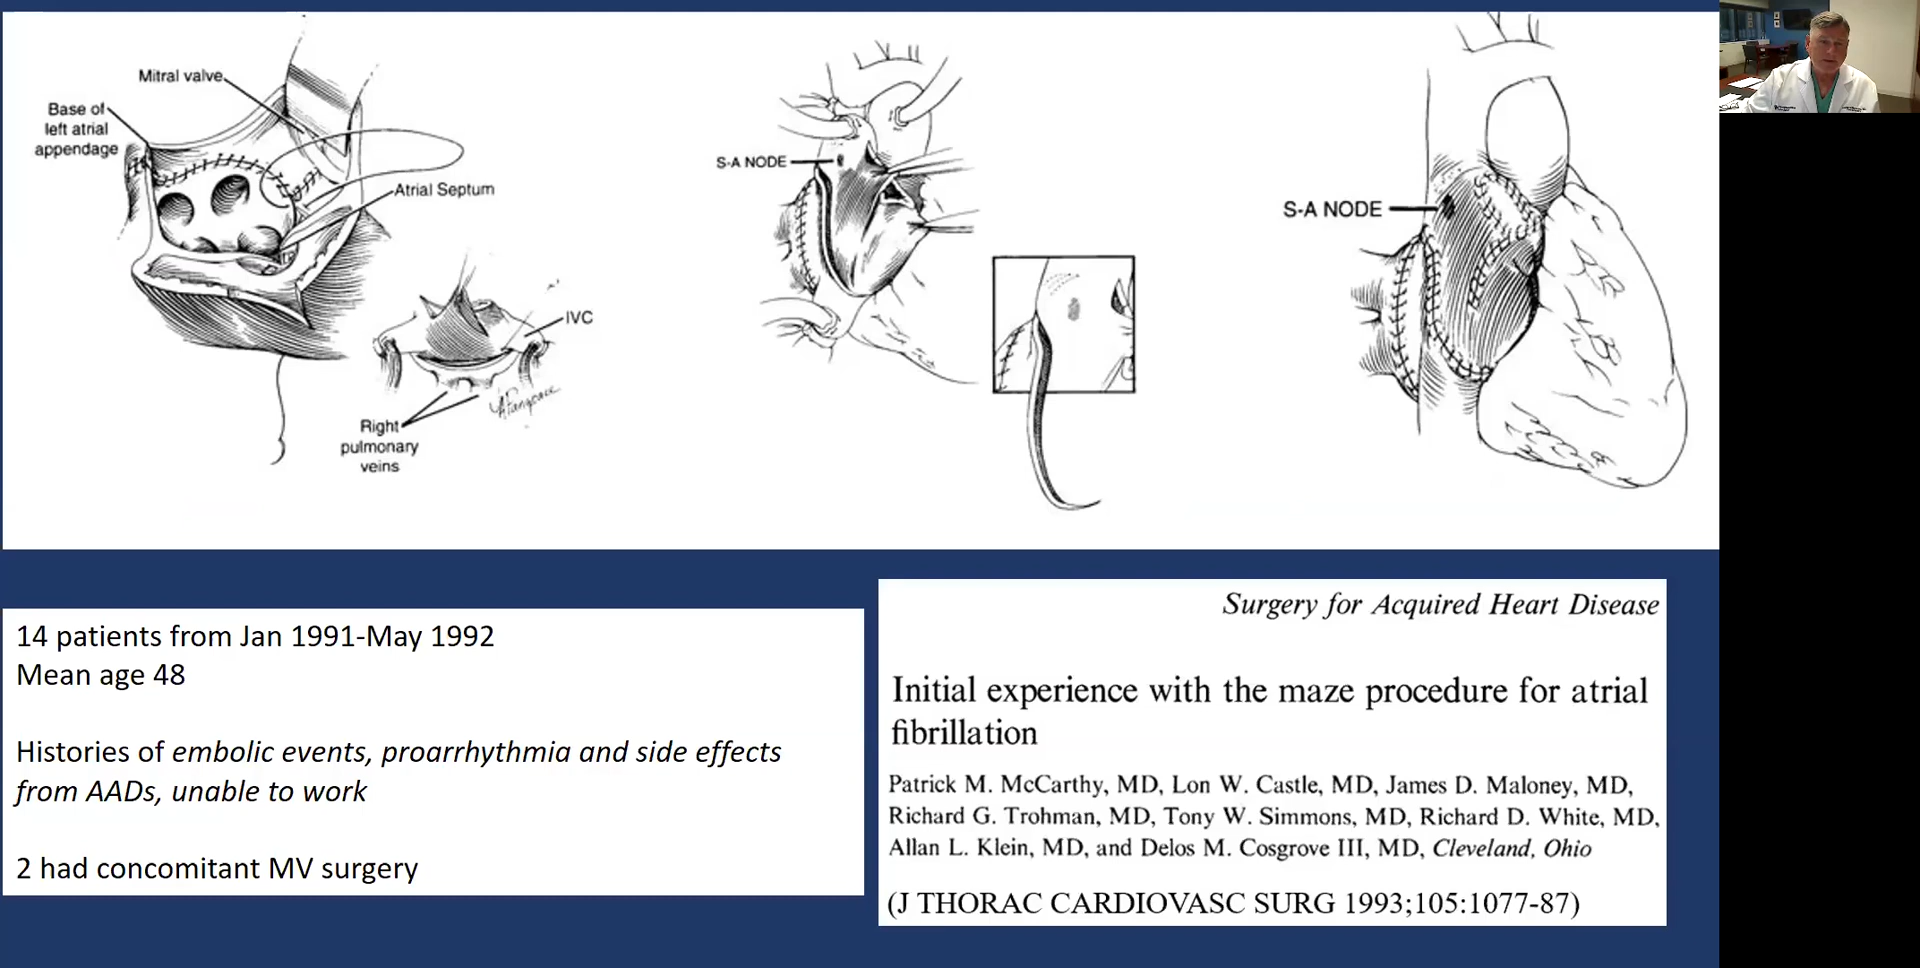 Mitral valve
Base of
left atrial
appendage
Atrial Septum
IVC
Right
pulmonary
veins
S-A NODE
S-A NODE
14 patients from Jan 1991-May 1992
Mean age 48
Histories of embolic events, proarrhythmia and side effects
from AADs, unable to work
2 had concomitant MV surgery
Surgery for Acquired Heart Disease
Initial experience with the maze procedure for atrial
fibrillation
Patrick M. McCarthy, MD, Lon W. Castle, MD, James D. Maloney, MD,
Richard G. Trohman, MD, Tony W. Simmons, MD, Richard D. White, MD,
Allan L. Klein, MD, and Delos M. Cosgrove III, MD, Cleveland, Ohio
(J THORAC CARDIOVASC SURG 1993;105:1077-87)